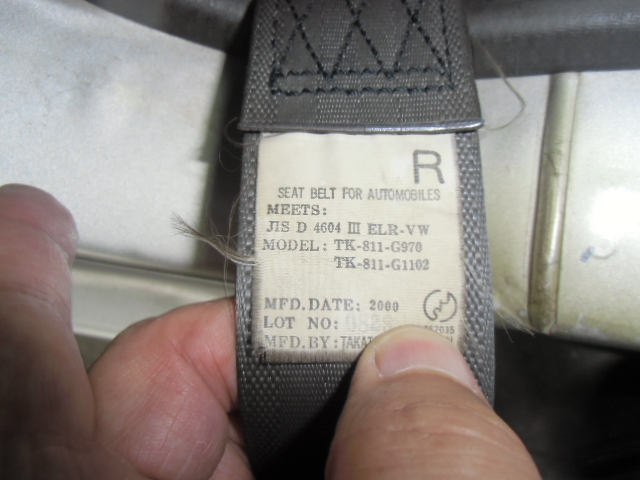 R
SEAT BELT FOR AUTOMOBILES
MEETS:
JIS D 4604 III ELR-VW
MODEL: TK-811-G970
TK-811-G1102
MFD.DATE: 2000
LOT NO:
MFD.BY:TAKAT